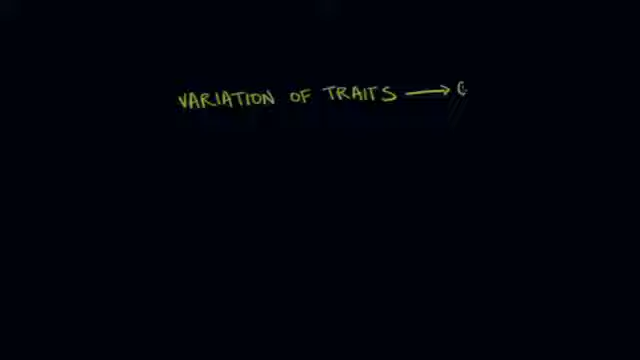 VARIATION OF TRAITS →